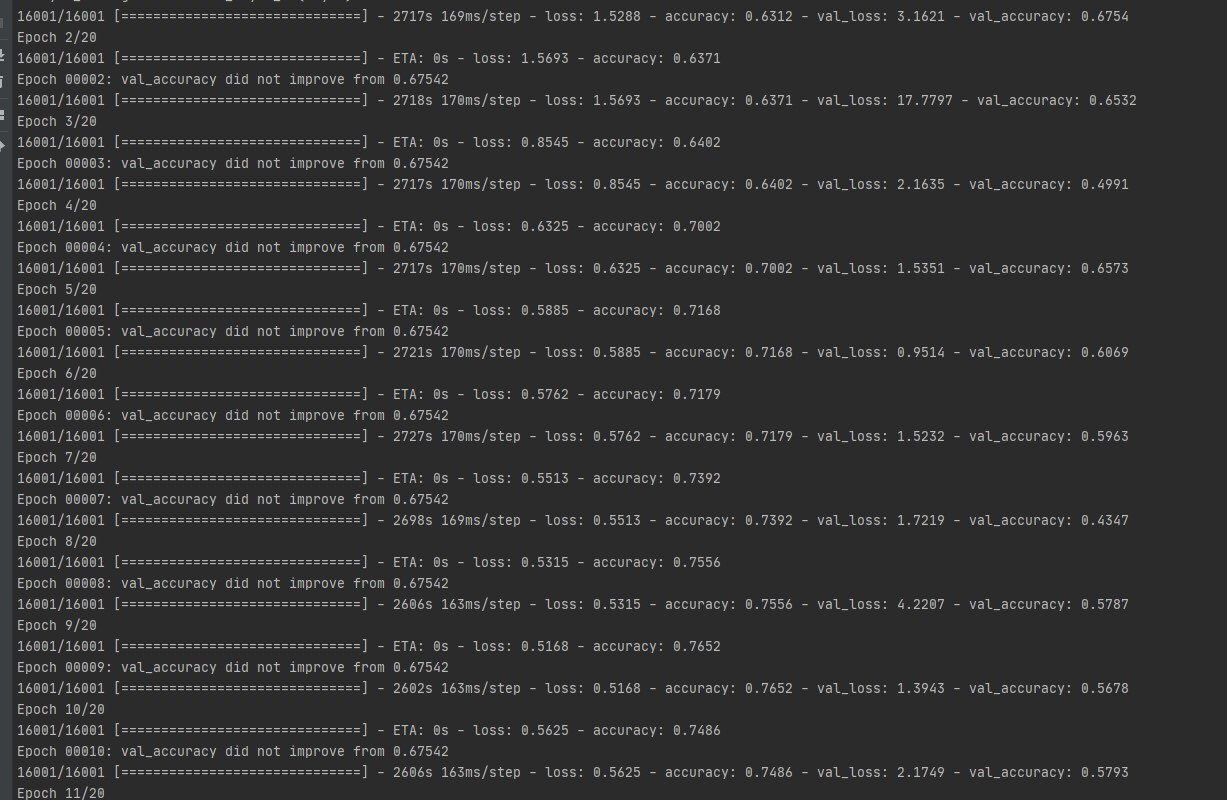 16001/16001 [==============================] - 2717s 169ms/step - loss: 1.5288 - accuracy: 0.6312 - val_loss: 3.1621 - val_accuracy: 0.6754
Epoch 2/20
16001/16001 [==============================] - ETA: 0s - loss: 1.5693 - accuracy: 0.6371
Epoch 00002: val_accuracy did not improve from 0.67542
16001/16001 [==============================] - 2718s 170ms/step - loss: 1.5693 - accuracy: 0.6371 - val_loss: 17.7797 - val_accuracy: 0.6532
Epoch 3/20
16001/16001 [==============================] - ETA: 0s - loss: 0.8545 - accuracy: 0.6402
Epoch 00003: val_accuracy did not improve from 0.67542
16001/16001 [==============================] - 2717s 170ms/step - loss: 0.8545 - accuracy: 0.6402 - val_loss: 2.1635 - val_accuracy: 0.4991
Epoch 4/20
16001/16001 [==============================] - ETA: 0s - loss: 0.6325 - accuracy: 0.7002
Epoch 00004: val_accuracy did not improve from 0.67542
16001/16001 [==============================] - 2717s 170ms/step - loss: 0.6325 - accuracy: 0.7002 - val_loss: 1.5351 - val_accuracy: 0.6573
Epoch 5/20
16001/16001 [==============================] - ETA: 0s - loss: 0.5885 - accuracy: 0.7168
Epoch 00005: val_accuracy did not improve from 0.67542
16001/16001 [==============================] - 2721s 170ms/step - loss: 0.5885 - accuracy: 0.7168 - val_loss: 0.9514 - val_accuracy: 0.6069
Epoch 6/20
16001/16001 [==============================] - ETA: 0s - loss: 0.5762 - accuracy: 0.7179
Epoch 00006: val_accuracy did not improve from 0.67542
16001/16001 [==============================] - 2727s 170ms/step - loss: 0.5762 - accuracy: 0.7179 - val_loss: 1.5232 - val_accuracy: 0.5963
Epoch 7/20
16001/16001 [==============================] - ETA: 0s - loss: 0.5513 - accuracy: 0.7392
Epoch 00007: val_accuracy did not improve from 0.67542
16001/16001 [==============================] - 2698s 169ms/step - loss: 0.5513 - accuracy: 0.7392 - val_loss: 1.7219 - val_accuracy: 0.4347
Epoch 8/20
16001/16001 [==============================] - ETA: 0s - loss: 0.5315 - accuracy: 0.7556
Epoch 00008: val_accuracy did not improve from 0.67542
16001/16001 [==============================] - 2606s 163ms/step - loss: 0.5315 - accuracy: 0.7556 - val_loss: 4.2207 - val_accuracy: 0.5787
Epoch 9/20
16001/16001 [==============================] - ETA: 0s - loss: 0.5168 - accuracy: 0.7652
Epoch 00009: val_accuracy did not improve from 0.67542
16001/16001 [==============================] - 2602s 163ms/step - loss: 0.5168 - accuracy: 0.7652 - val_loss: 1.3943 - val_accuracy: 0.5678
Epoch 10/20
16001/16001 [==============================] - ETA: 0s - loss: 0.5625 - accuracy: 0.7486
Epoch 00010: val_accuracy did not improve from 0.67542
16001/16001 [==============================] - 2606s 163ms/step - loss: 0.5625 - accuracy: 0.7486 - val_loss: 2.1749 - val_accuracy: 0.5793
Epoch 11/20